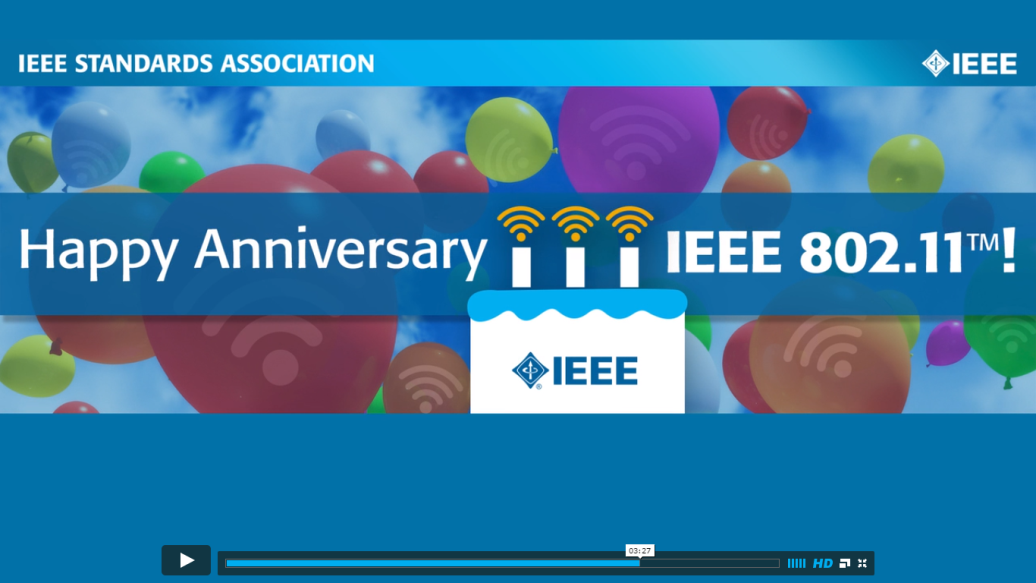 IEEE STANDARDS ASSOCIATION
IEEE
Happy Anniversary IEEE 802.11™!
IEEE®
03:27
HD